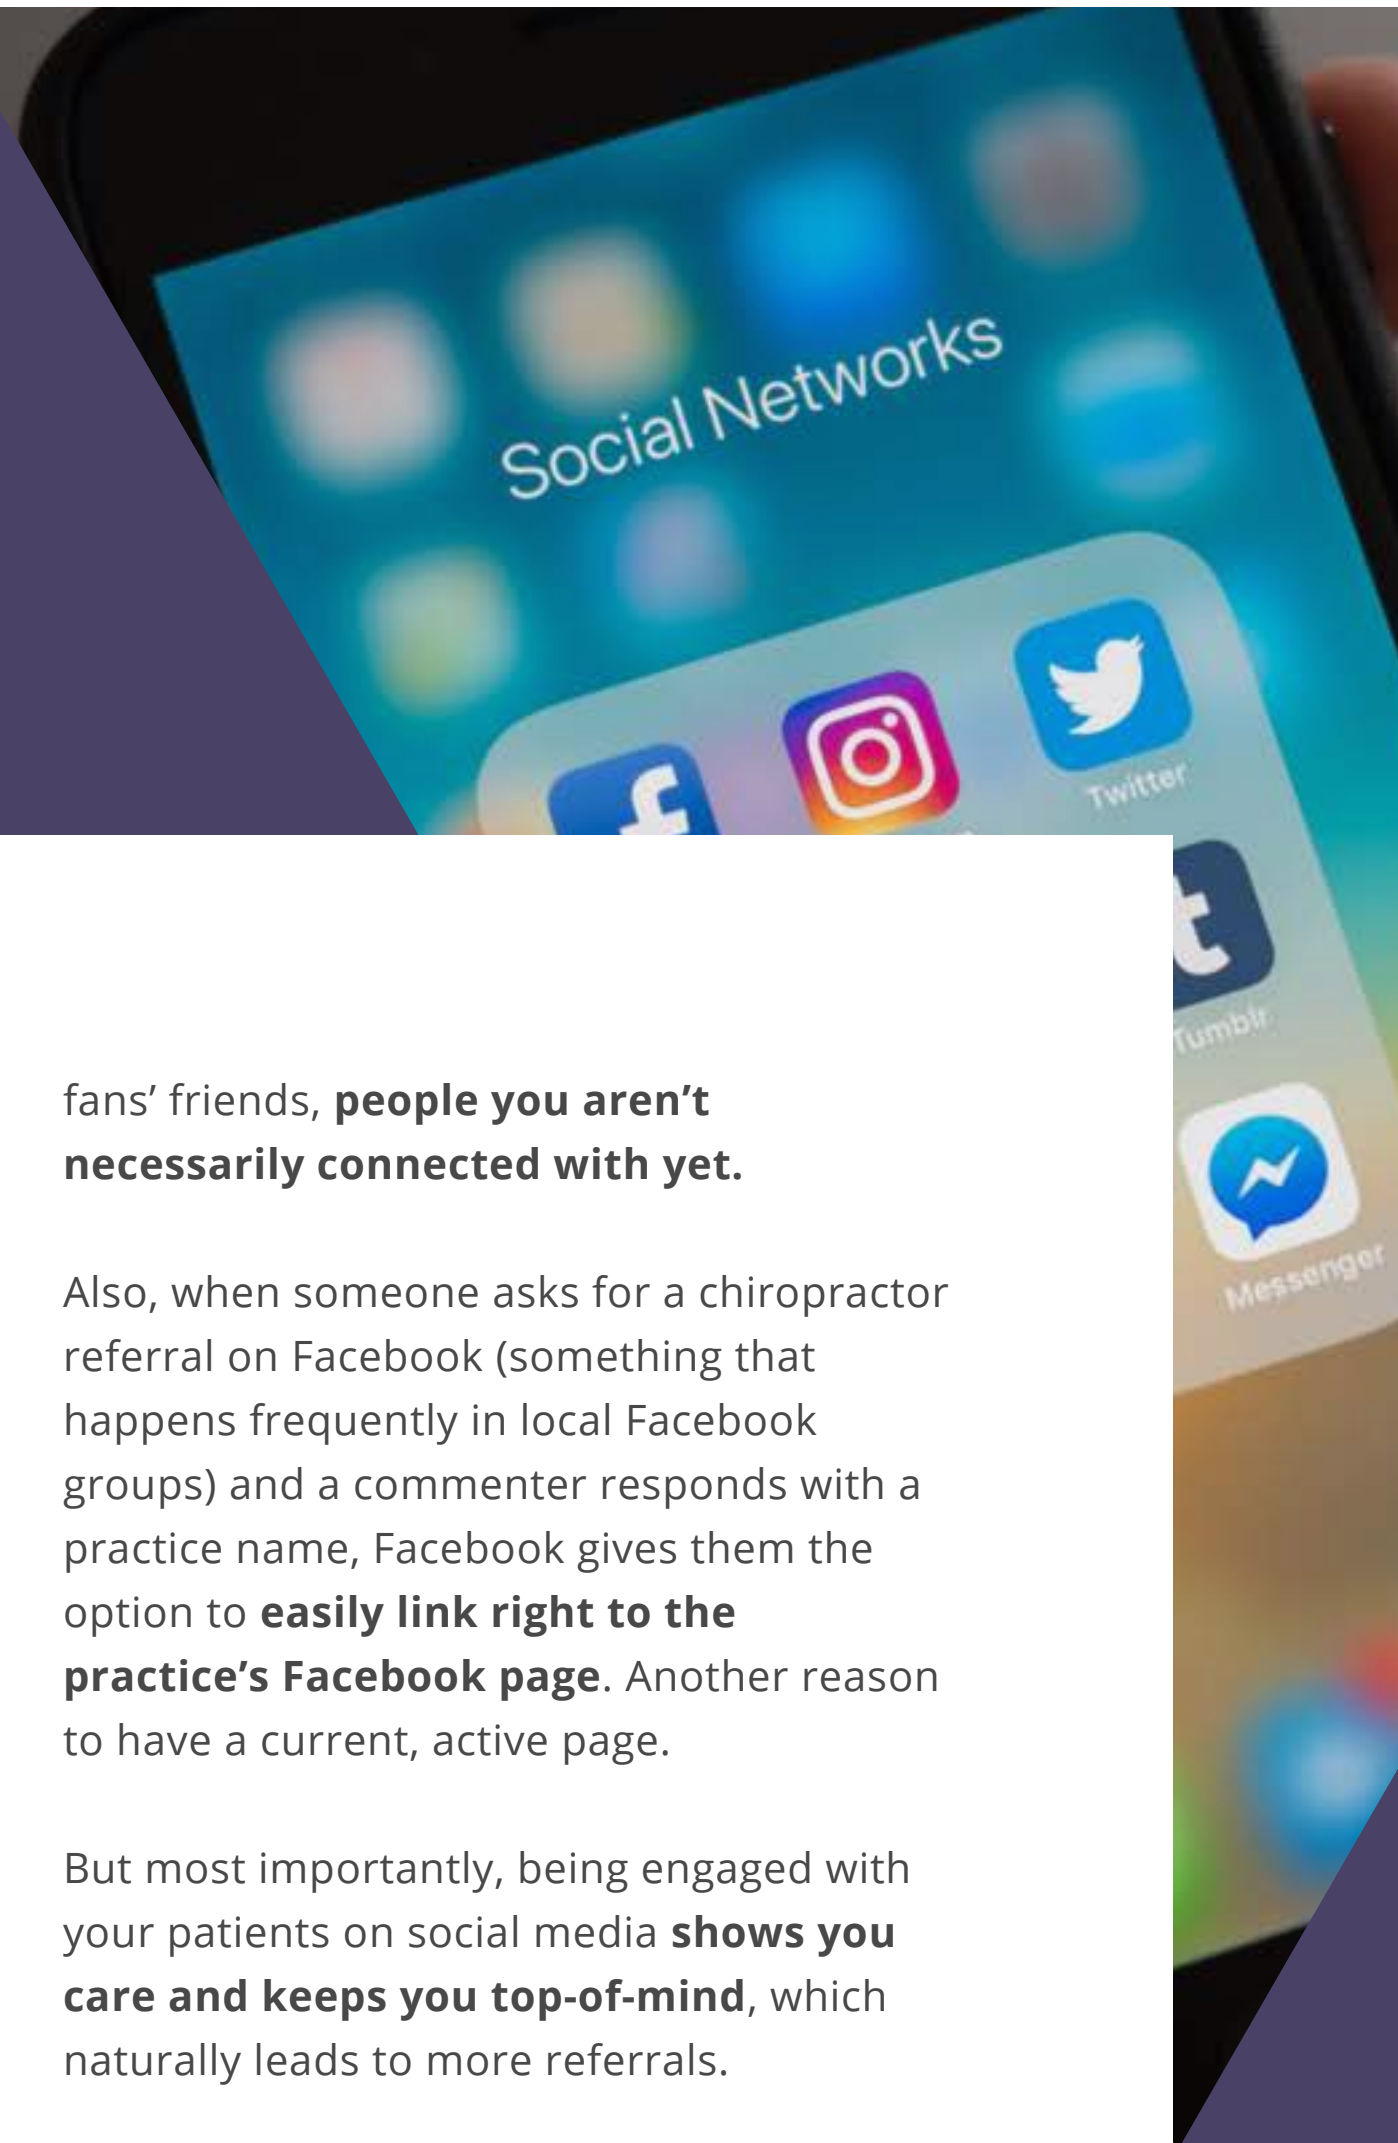 Social Networks
Twitter
Tumblr
Messenger
fans’ friends, people you aren’t
necessarily connected with yet.
Also, when someone asks for a chiropractor
referral on Facebook (something that
happens frequently in local Facebook
groups) and a commenter responds with a
practice name, Facebook gives them the
option to easily link right to the
practice’s Facebook page. Another reason
to have a current, active page.
But most importantly, being engaged with
your patients on social media shows you
care and keeps you top-of-mind, which
naturally leads to more referrals.